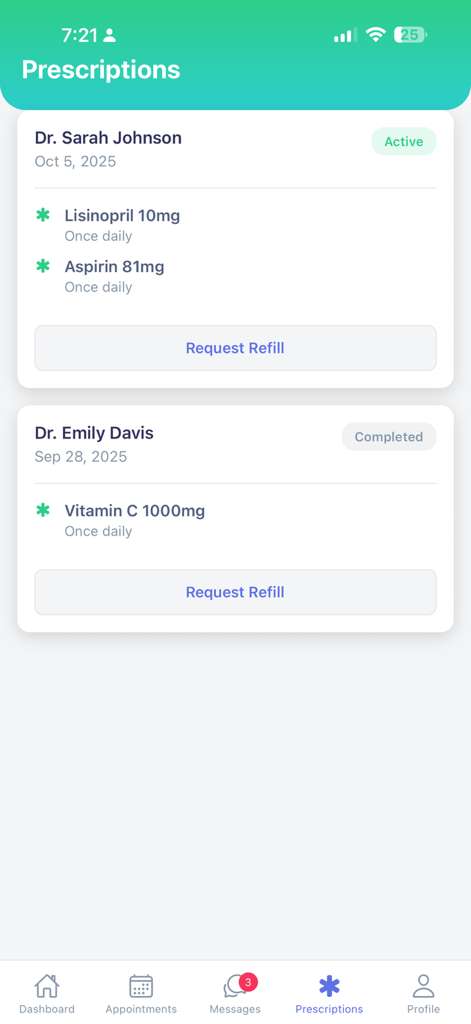 7:21
25
Prescriptions
Dr. Sarah Johnson
Active
Oct 5, 2025
Lisinopril 10mg
Once daily
Aspirin 81mg
Once daily
Request Refill
Dr. Emily Davis
Completed
Sep 28, 2025
Vitamin C 1000mg
Once daily
Request Refill
3
Dashboard
Appointments
Messages
Prescriptions
Profile